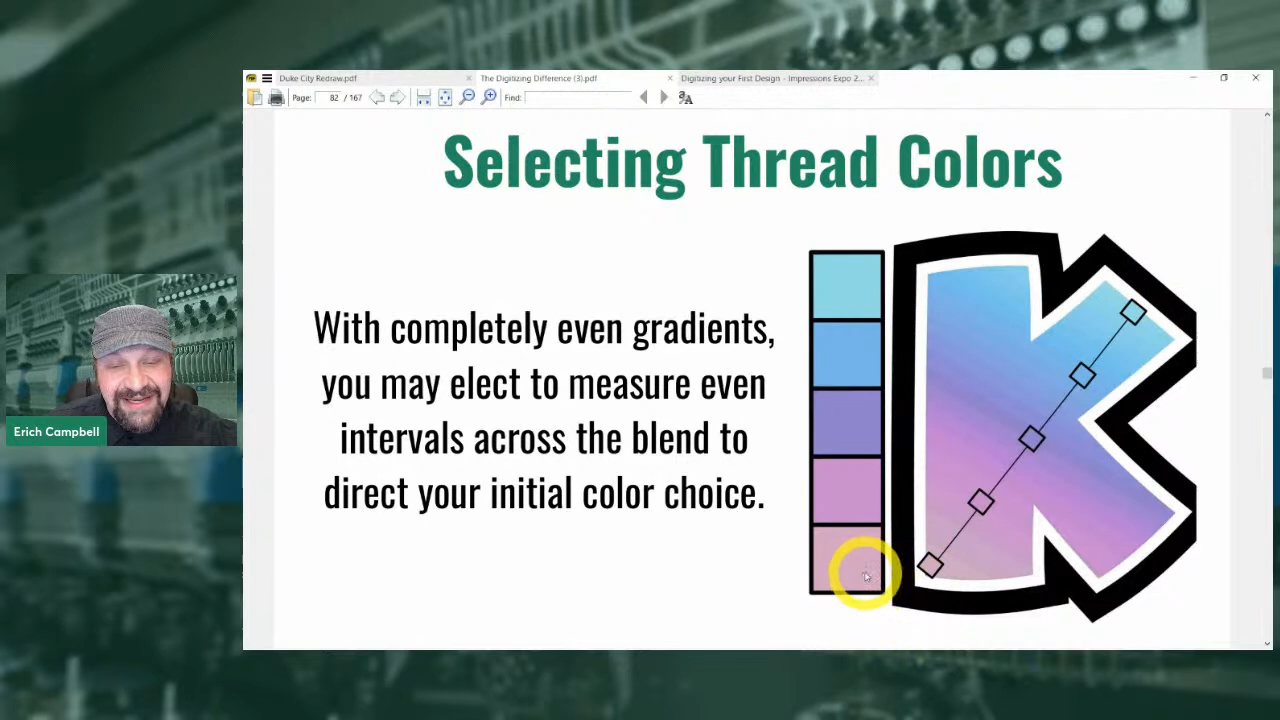 Duke City Redraw.pdf
The Digitizing Difference (3).pdf
Digitizing your First Design - Impressions Expo 2...
Page: 82 / 167
Find:
Selecting Thread Colors
With completely even gradients,
you may elect to measure even
intervals across the blend to
direct your initial color choice.
K
Erich Campbell